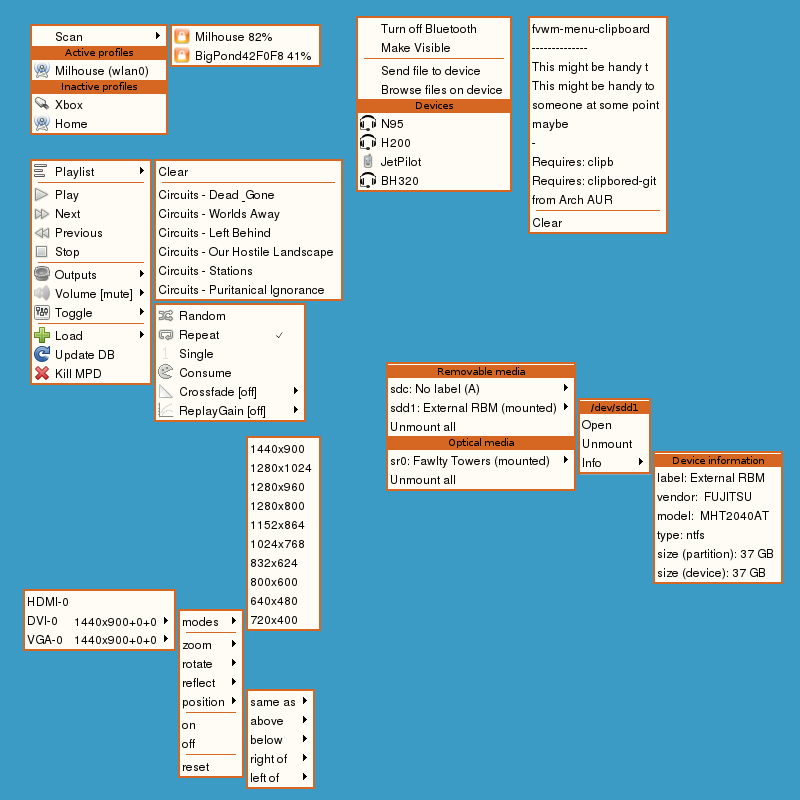 Scan
Active profiles
Milhouse (wlan0)
Inactive profiles
Xbox
Home
Milhouse 82%
BigPond42F0F8 41%
Turn off Bluetooth
Make Visible
Send file to device
Browse files on device
Devices
N95
H200
JetPilot
BH320
fvwm-menu-clipboard
--------------
This might be handy t
This might be handy to
someone at some point
maybe
-
Requires: clipb
Requires: clipbored-git
from Arch AUR
Clear
Playlist
Play
Next
Previous
Stop
Outputs
Volume [mute]
Toggle
Load
Update DB
Kill MPD
Clear
Circuits - Dead _Gone
Circuits - Worlds Away
Circuits - Left Behind
Circuits - Our Hostile Landscape
Circuits - Stations
Circuits - Puritanical Ignorance
Random
Repeat ✓
Single
Consume
Crossfade [off]
ReplayGain [off]
Removable media
sdc: No label (A)
sdd1: External RBM (mounted)
Unmount all
Optical media
sr0: Fawlty Towers (mounted)
Unmount all
/dev/sdd1
Open
Unmount
Info
Device information
label: External RBM
vendor: FUJITSU
model: MHT2040AT
type: ntfs
size (partition): 37 GB
size (device): 37 GB
HDMI-0
DVI-0 1440x900+0+0
VGA-0 1440x900+0+0
modes
zoom
rotate
reflect
position
on
off
reset
1440x900
1280x1024
1280x960
1280x800
1152x864
1024x768
832x624
800x600
640x480
720x400
same as
above
below
right of
left of